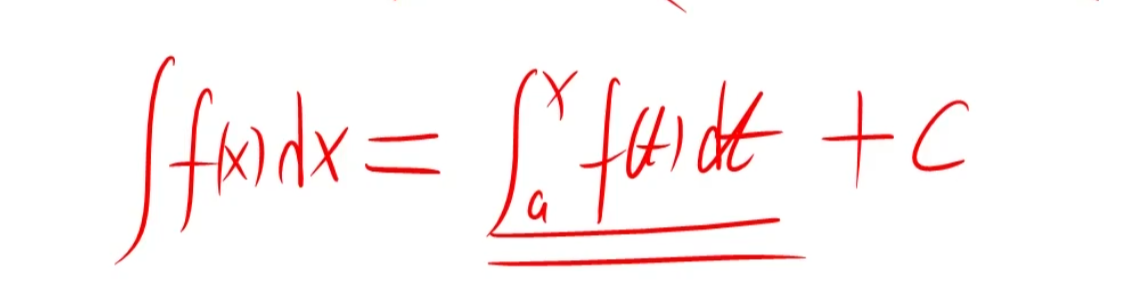 ∫f(x)dx = ∫ₐˣ f(t)dt + C